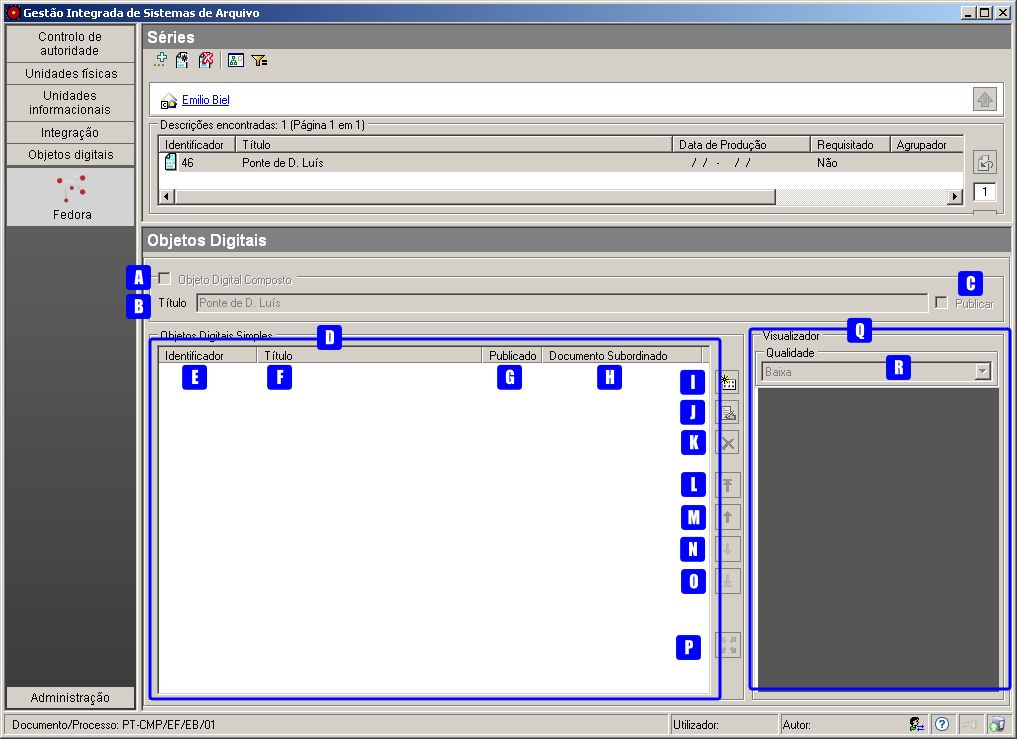 Gestão Integrada de Sistemas de Arquivo
Controlo de
autoridade
Unidades físicas
Unidades
informacionais
Integração
Objetos digitais
Fedora
Administração
Séries
Emilio Biel
Descrições encontradas: 1 (Página 1 em 1)
Identificador Título Data de Produção Requisitado Agrupador
46 Ponte de D. Luís / / - / / Não
1
Objetos Digitais
A Objeto Digital Composto
B Título Ponte de D. Luís C Publicar
Objetos Digitais Simples D
Identificador Título Publicado Documento Subordinado
E F G H
I
J
K
L
M
N
O
P
Visualizador Q
Qualidade
Baixa R
Documento/Processo: PT-CMP/EF/EB/01 Utilizador: Autor: